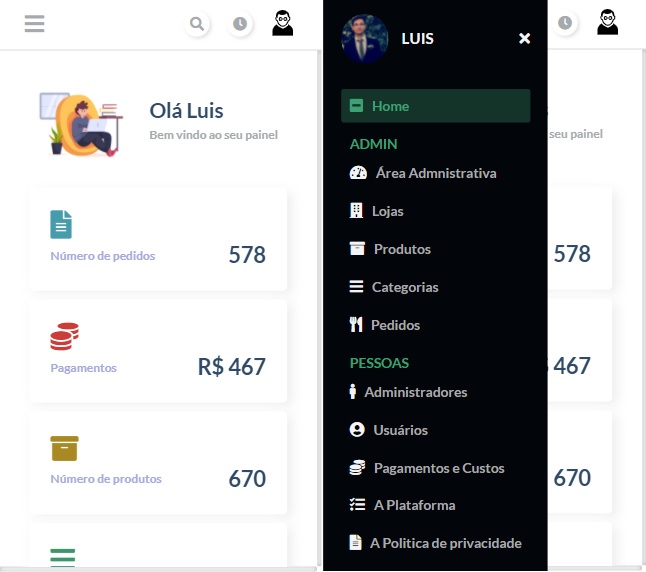 Olá Luis
Bem vindo ao seu painel
Número de pedidos
578
Pagamentos
R$ 467
Número de produtos
670
LUIS
Home
ADMIN
Área Admnistrativa
Lojas
Produtos
Categorias
Pedidos
PESSOAS
Administradores
Usuários
Pagamentos e Custos
A Plataforma
A Politica de privacidade
seu painel
578
467
670